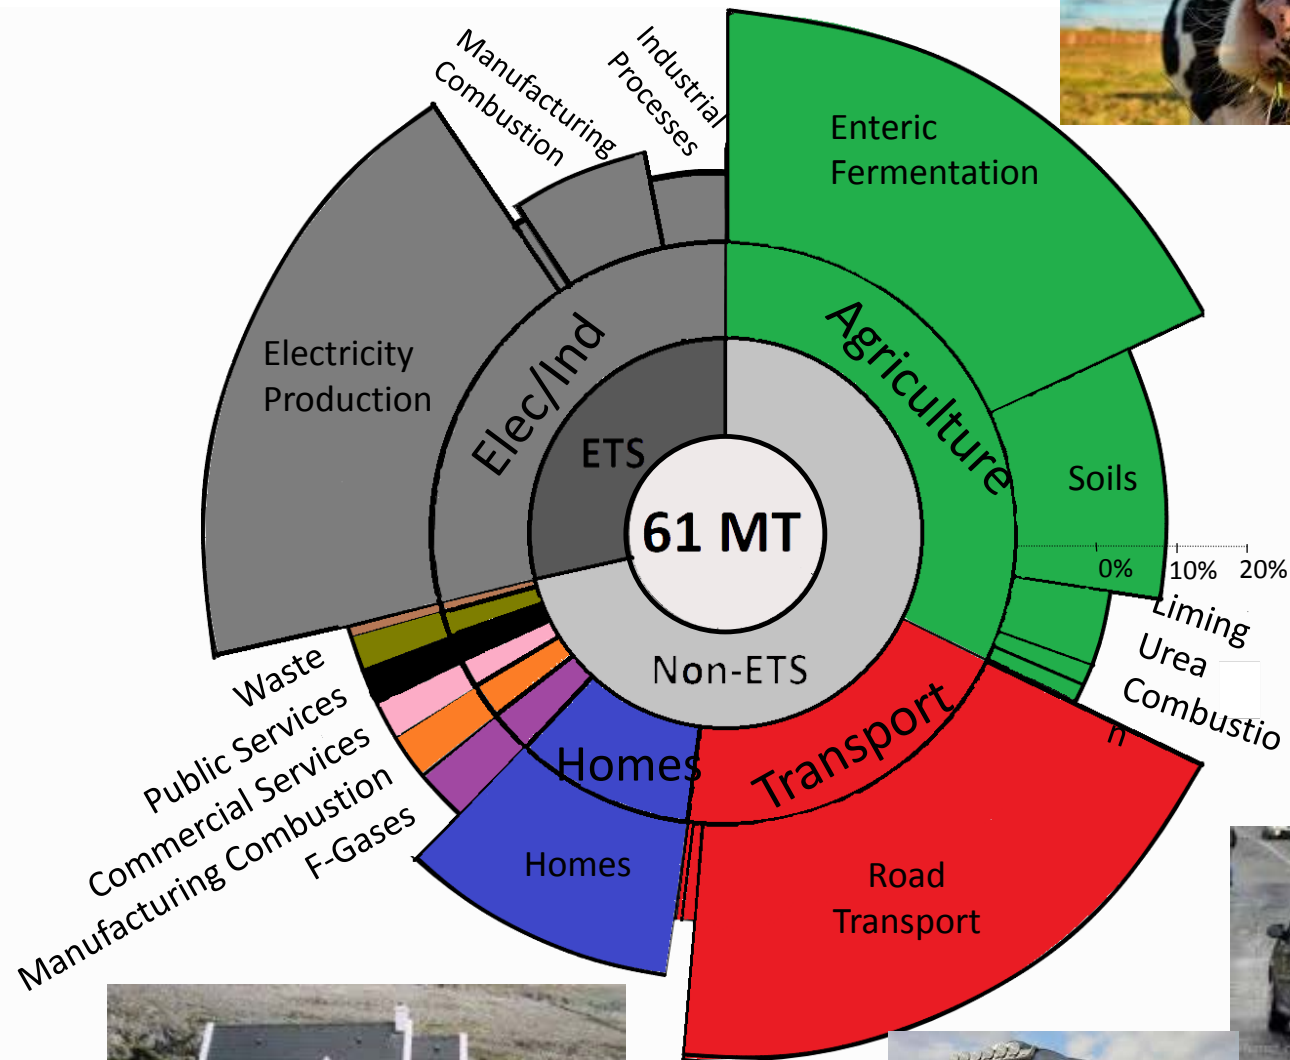 Manufacturing
Combustion
Industrial
Processes
Enteric
Fermentation
Agriculture
Electricity
Production
Elec/Ind
ETS
Soils
61 MT
0% 10% 20%
Liming
Urea
Combustio
n
Non-ETS
Waste
Public Services
Commercial Services
Manufacturing Combustion
F-Gases
Homes
Transport
Homes
Road
Transport